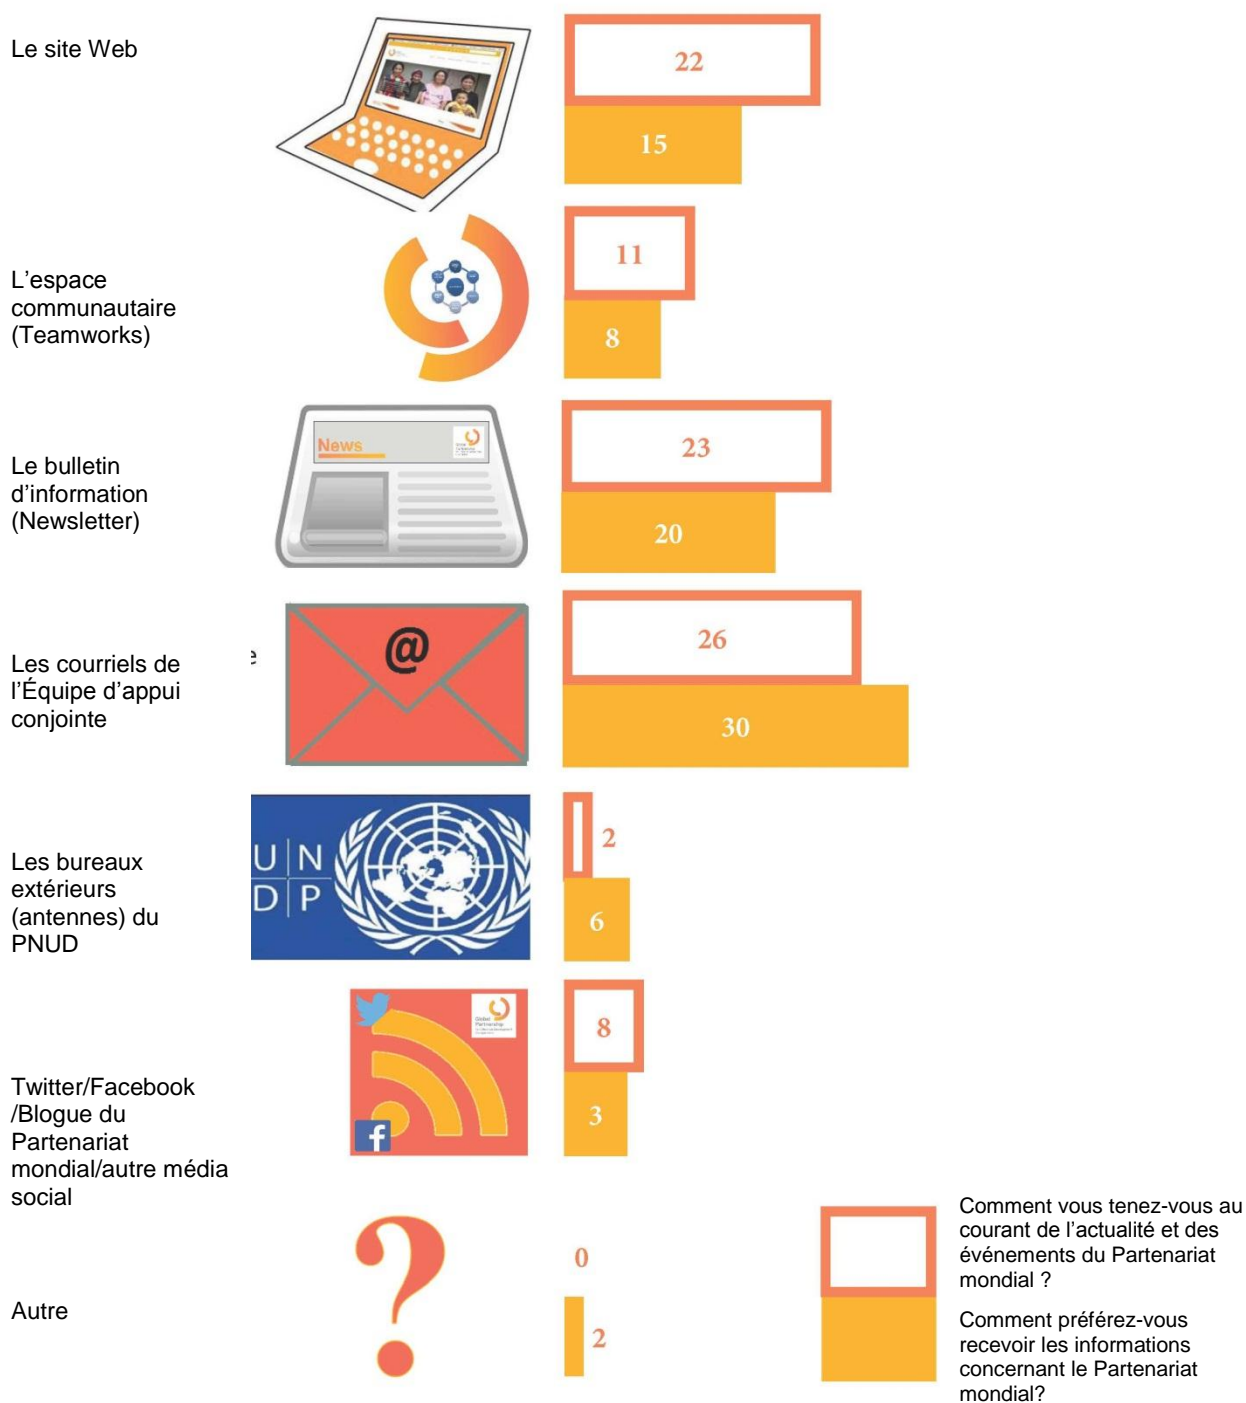 Le site Web
22
15
L'espace
communautaire
(Teamworks)
11
8
Le bulletin
d'information
(Newsletter)
News
23
20
Les courriels de
l'Équipe d'appui
conjointe
e
@
26
30
Les bureaux
extérieurs
(antennes) du
PNUD
U N
D P
2
6
Twitter/Facebook
/Blogue du
Partenariat
mondial/autre média
social
Global
Partnership
f
8
3
Autre
?
0
2
Comment vous tenez-vous au
courant de l'actualité et des
événements du Partenariat
mondial ?
Comment préférez-vous
recevoir les informations
concernant le Partenariat
mondial?